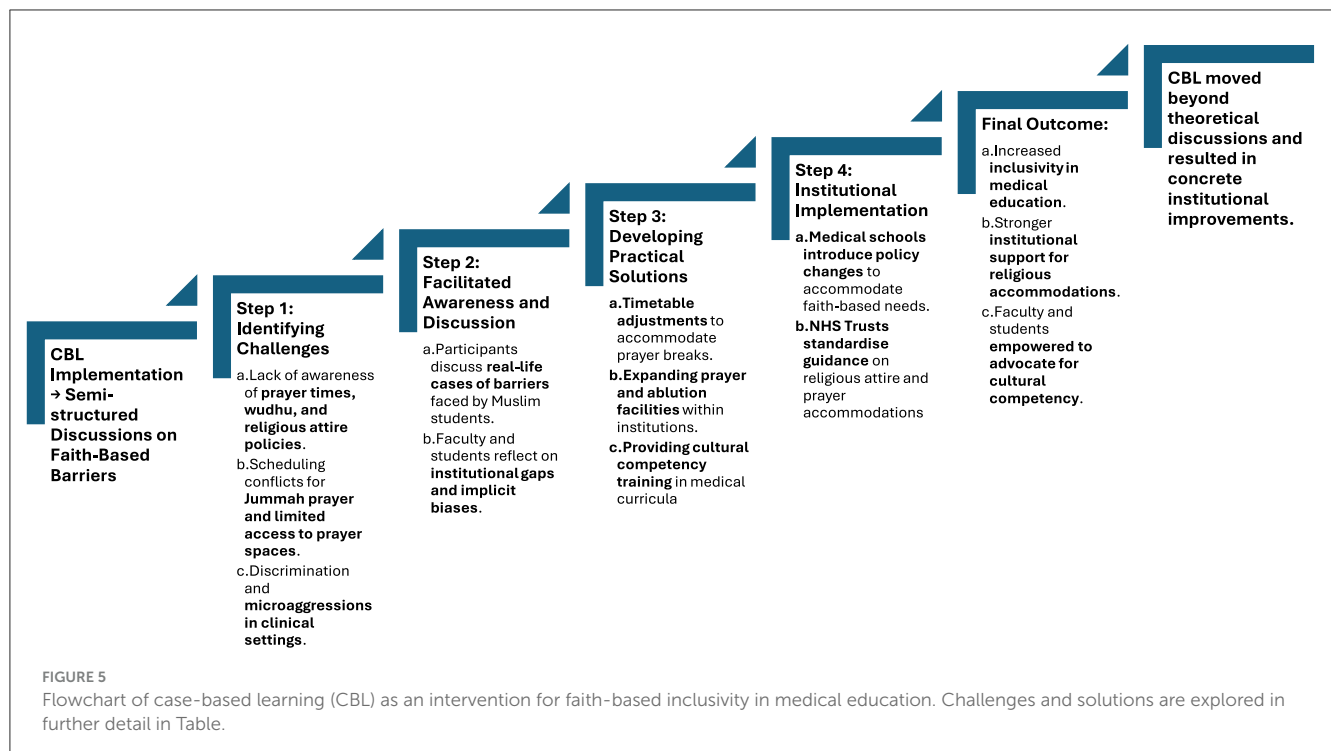 CBL
Implementation
→ Semi-
structured
Discussions on
Faith-Based
Barriers
Step 1:
Identifying
Challenges
a.Lack of awareness
of prayer times,
wudhu, and
religious attire
policies.
b.Scheduling
conflicts for
Jummah prayer
and limited
access to prayer
spaces.
c.Discrimination
and
microaggressions
in clinical
settings.
Step 2:
Facilitated
Awareness and
Discussion
a.Participants
discuss real-life
cases of barriers
faced by Muslim
students.
b.Faculty and
students reflect on
institutional gaps
and implicit
biases.
Step 3:
Developing
Practical
Solutions
a.Timetable
adjustments to
accommodate
prayer breaks.
b.Expanding prayer
and ablution
facilities within
institutions.
c.Providing cultural
competency
training in medical
curricula
Step 4:
Institutional
Implementation
a.Medical schools
introduce policy
changes to
accommodate
faith-based needs.
b.NHS Trusts
standardise
guidance on
religious attire and
prayer
accommodations
Final Outcome:
a.Increased
inclusivity in
medical
education.
b.Stronger
institutional
support for
religious
accommodations.
c.Faculty and
students
empowered to
advocate for
cultural
competency.
CBL moved
beyond
theoretical
discussions and
resulted in
concrete
institutional
improvements.
FIGURE 5
Flowchart of case-based learning (CBL) as an intervention for faith-based inclusivity in medical education. Challenges and solutions are explored in
further detail in Table.